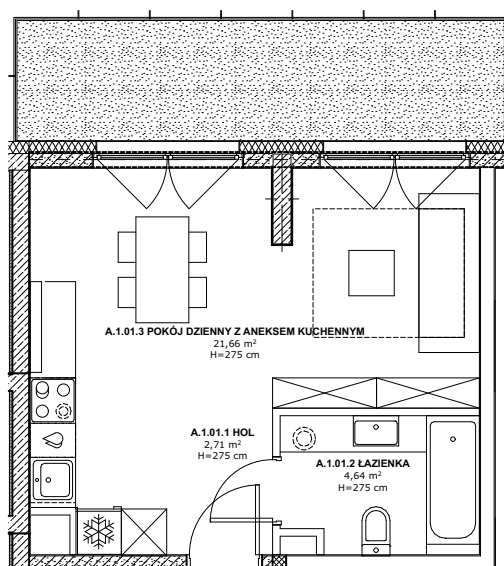 A.1.01.3 POKÓJ DZIENNY Z ANEKSEM KUCHENNYM
21,66 m²
H=275 cm
A.1.01.1 HOL
2,71 m²
H=275 cm
A.1.01.2 ŁAZIENKA
4,64 m²
H=275 cm